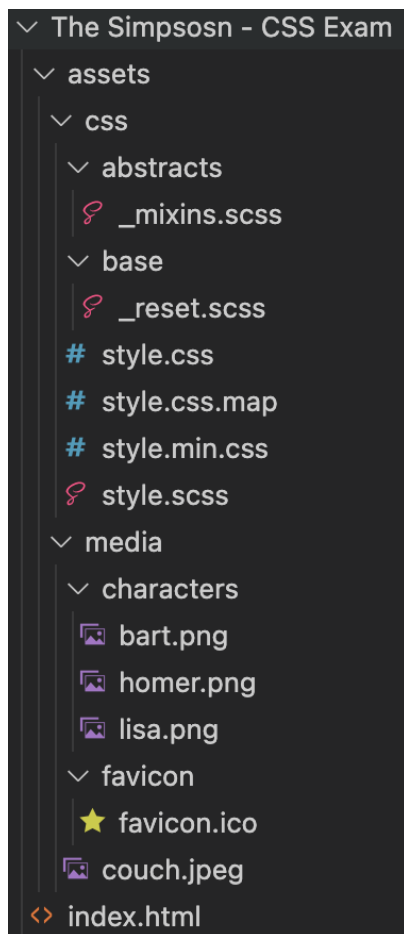 The Simpsosn - CSS Exam
assets
css
abstracts
_mixins.scss
base
_reset.scss
# style.css
# style.css.map
# style.min.css
style.scss
media
characters
bart.png
homer.png
lisa.png
favicon
favicon.ico
couch.jpeg
<> index.html